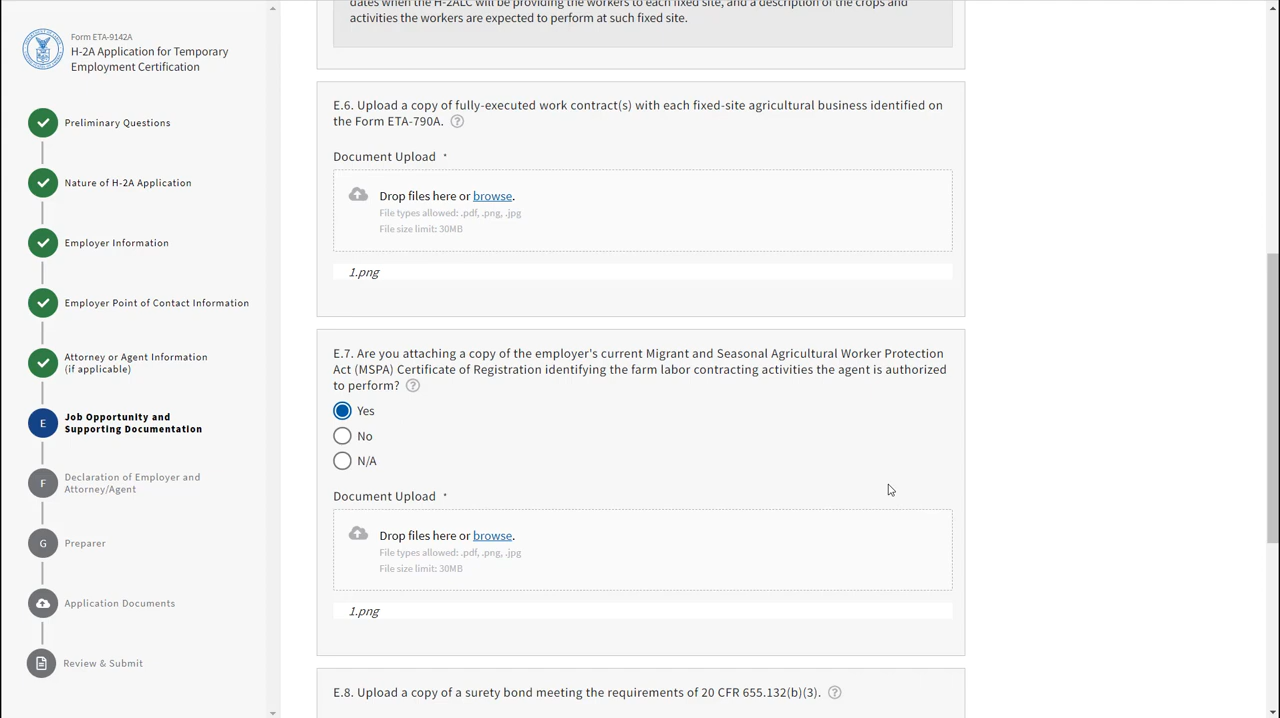 Form ETA-9142A
H-2A Application for Temporary
Employment Certification
Preliminary Questions
Nature of H-2A Application
Employer Information
Employer Point of Contact Information
Attorney or Agent Information
(if applicable)
E
Job Opportunity and
Supporting Documentation
F
Declaration of Employer and
Attorney/Agent
G
Preparer
Application Documents
Review & Submit
dates when the H-2ALC will be providing the workers to each fixed site, and a description of the crops and
activities the workers are expected to perform at such fixed site.
E.6. Upload a copy of fully-executed work contract(s) with each fixed-site agricultural business identified on
the Form ETA-790A. ?
Document Upload *
Drop files here or browse.
File types allowed: .pdf, .png, .jpg
File size limit: 30MB
1.png
E.7. Are you attaching a copy of the employer's current Migrant and Seasonal Agricultural Worker Protection
Act (MSPA) Certificate of Registration identifying the farm labor contracting activities the agent is authorized
to perform? ?
Yes
No
N/A
Document Upload *
Drop files here or browse.
File types allowed: .pdf, .png, .jpg
File size limit: 30MB
1.png
E.8. Upload a copy of a surety bond meeting the requirements of 20 CFR 655.132(b)(3). ?